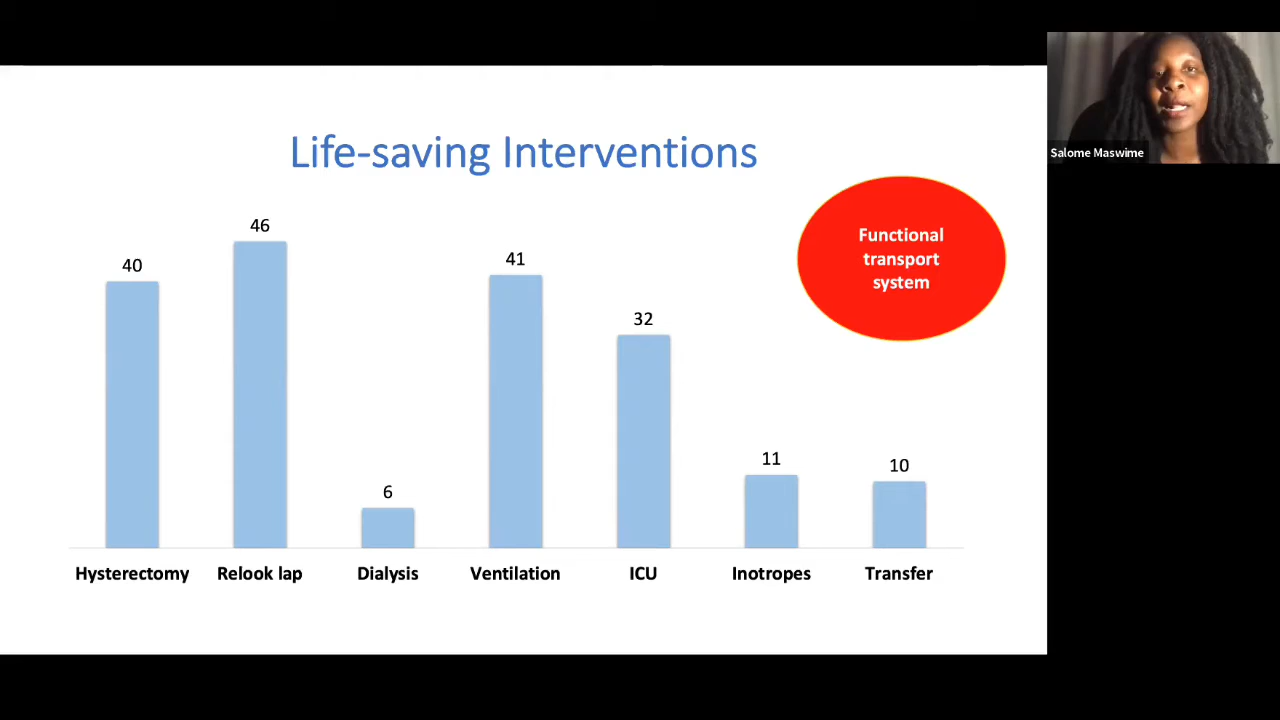 Life-saving Interventions
Functional
transport
system
40
46
6
41
32
11
10
Hysterectomy
Relook lap
Dialysis
Ventilation
ICU
Inotropes
Transfer
Salome Maswime